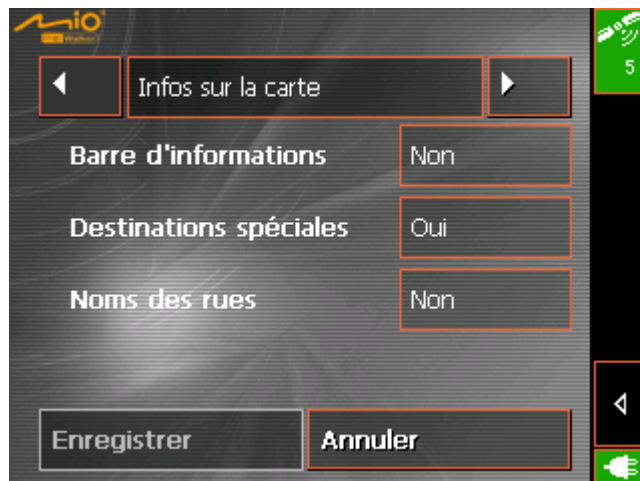 Mio
5
Infos sur la carte
Barre d'informations Non
Destinations spéciales Oui
Noms des rues Non
Enregistrer Annuler